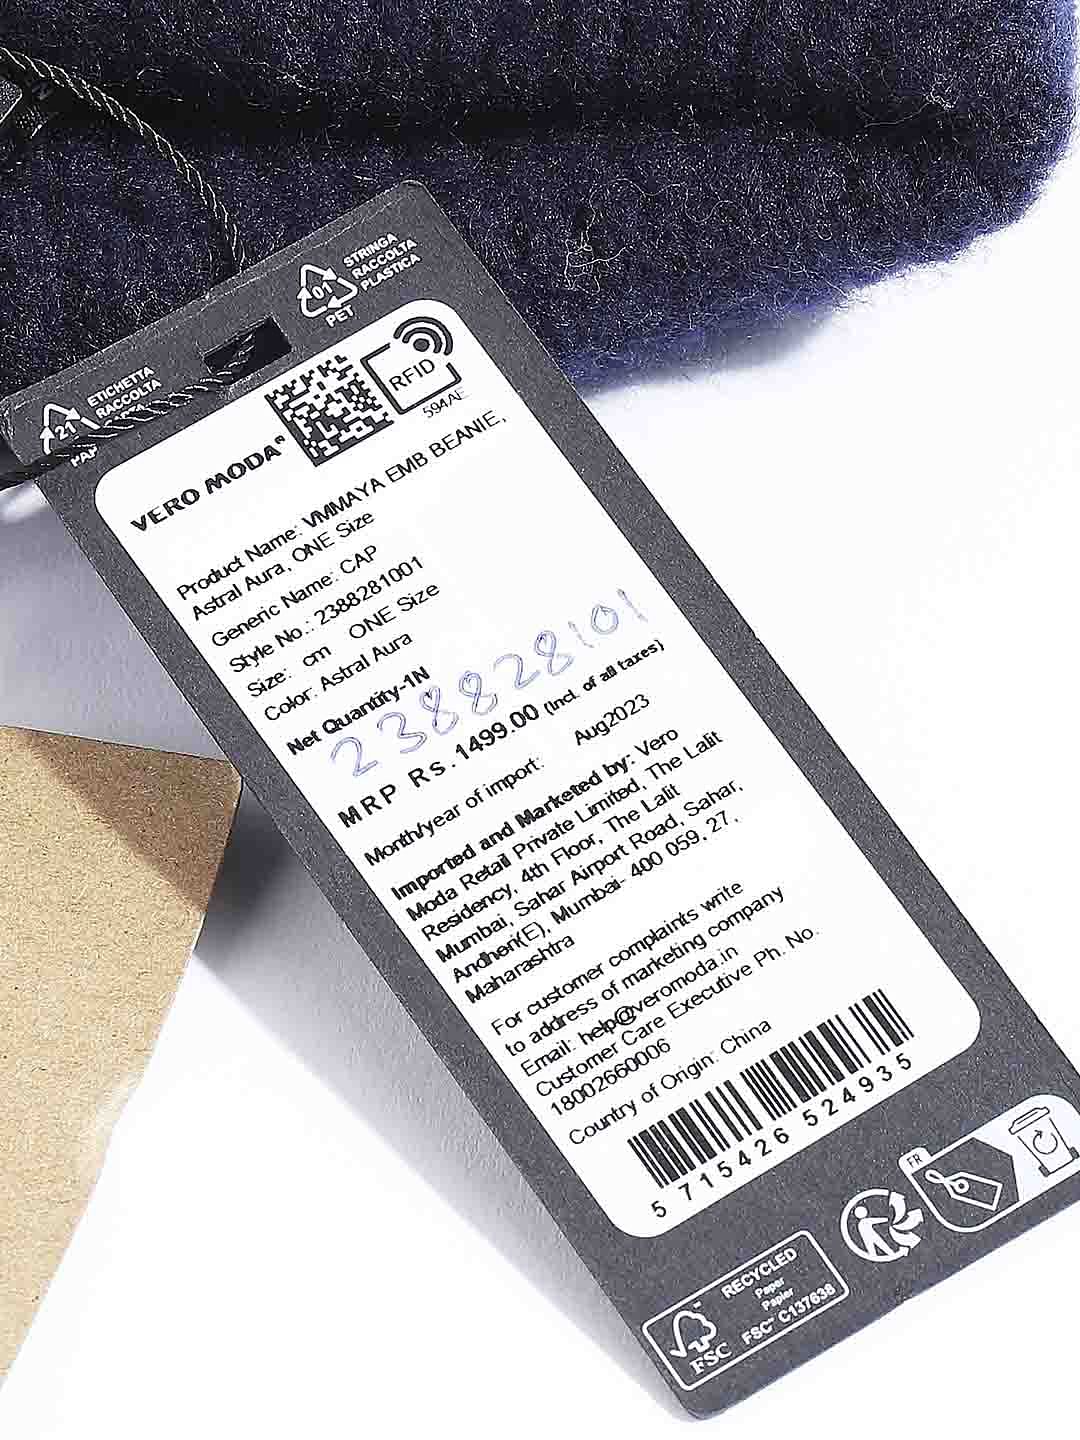 STRINGA
RACCOLTA
PLASTICA
01
PET
ETICHETTA
RACCOLTA
21
PAP
RFID
594AE
VERO MODA®
Product Name: VMMAYA EMB BEANIE,
Astral Aura, ONE Size
Generic Name: CAP
Style No.: 2388281001
Size: cm ONE Size
Color: Astral Aura
Net Quantity-1N
238828101
MRP Rs.1499.00 (Incl. of all taxes)
Month/year of import: Aug2023
Imported and Marketed by: Vero
Moda Retail Private Limited, The Lalit
Residency, 4th Floor, The Lalit
Mumbai, Sahar Airport Road, Sahar,
Andheri(E), Mumbai- 400 059, 27,
Maharashtra
For customer complaints write
to address of marketing company
Email: help@veromoda.in
Customer Care Executive Ph. No.
18002660006
Country of Origin: China
5 715426 524935
FR
RECYCLED
Paper
Papier
FSC™ C137638
FSC